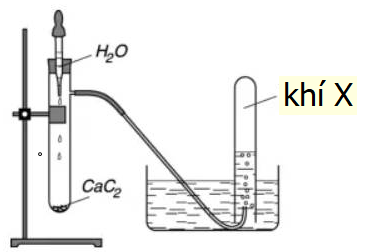 H₂O
khí X
CaC₂